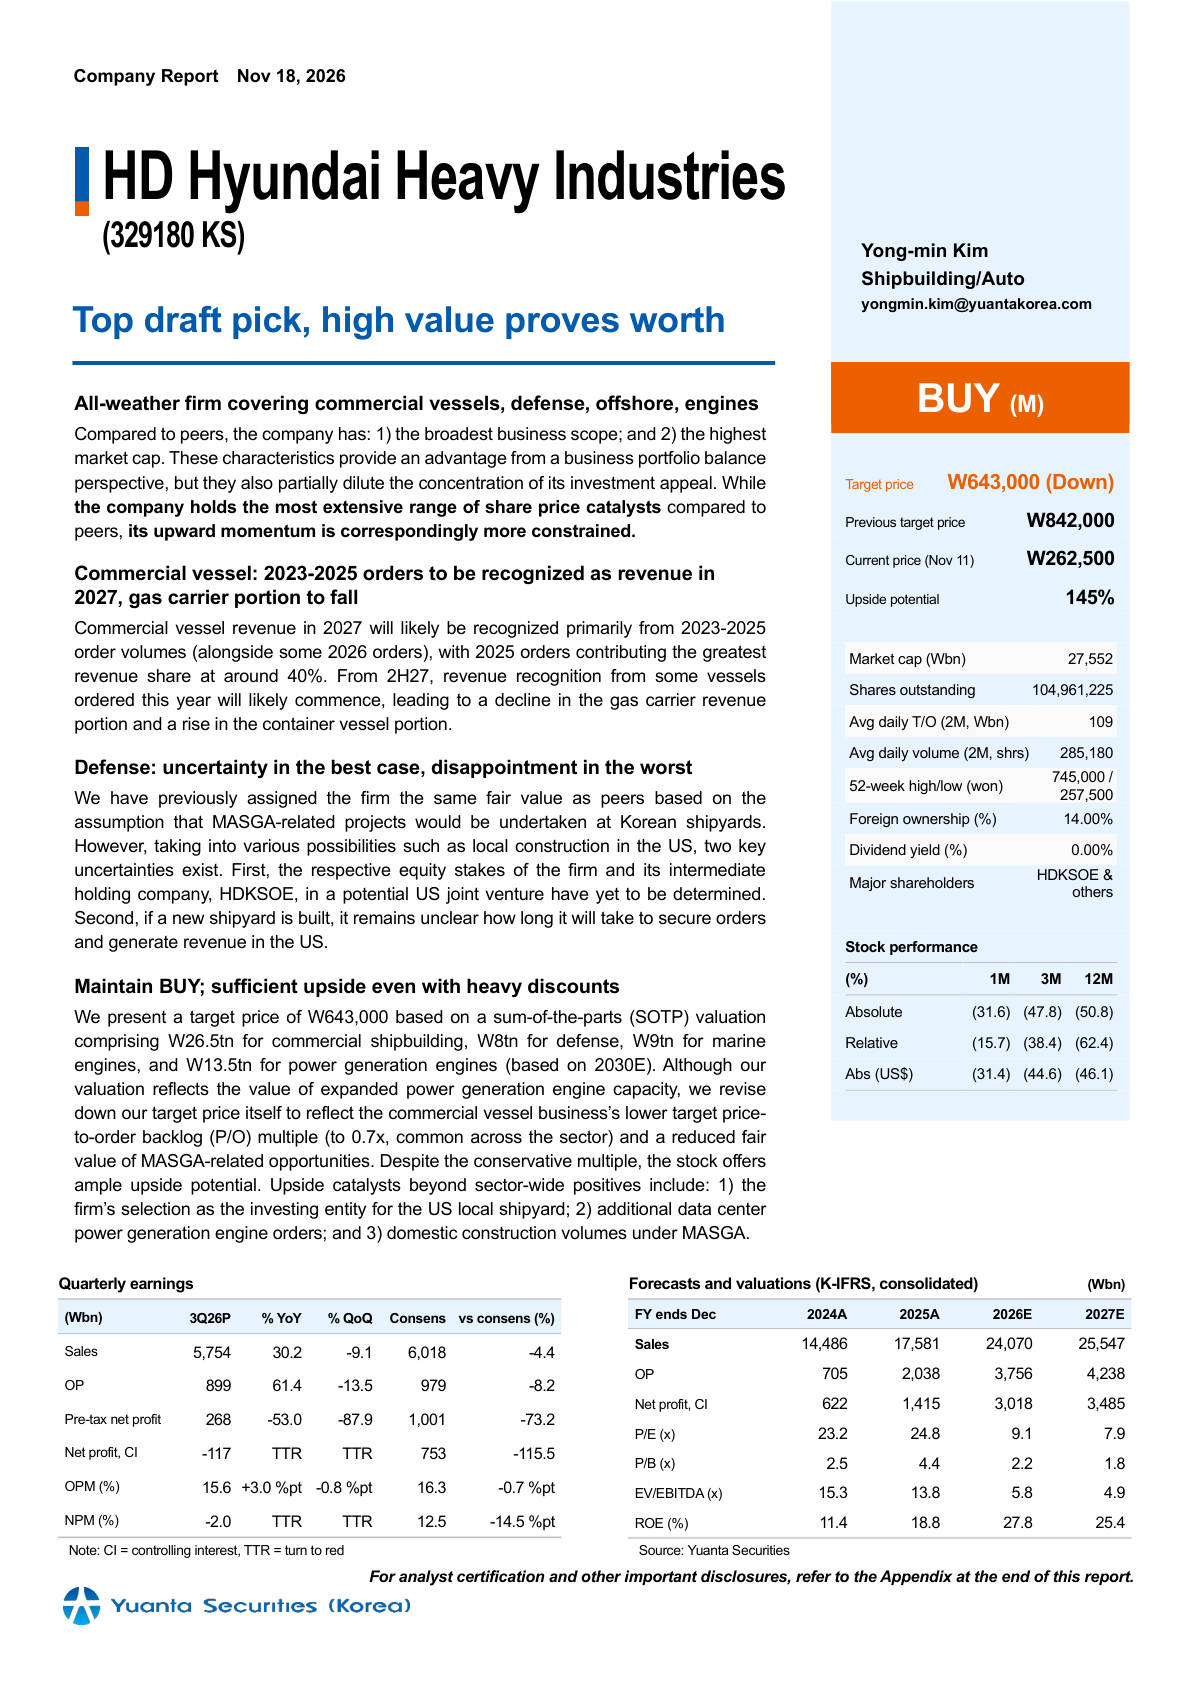 Company Report Nov 18, 2026
HD Hyundai Heavy Industries
(329180 KS)
Top draft pick, high value proves worth
All-weather firm covering commercial vessels, defense, offshore, engines
Compared to peers, the company has: 1) the broadest business scope; and 2) the highest
market cap. These characteristics provide an advantage from a business portfolio balance
perspective, but they also partially dilute the concentration of its investment appeal. While
the company holds the most extensive range of share price catalysts compared to
peers, its upward momentum is correspondingly more constrained.
Commercial vessel: 2023-2025 orders to be recognized as revenue in
2027, gas carrier portion to fall
Commercial vessel revenue in 2027 will likely be recognized primarily from 2023-2025
order volumes (alongside some 2026 orders), with 2025 orders contributing the greatest
revenue share at around 40%. From 2H27, revenue recognition from some vessels
ordered this year will likely commence, leading to a decline in the gas carrier revenue
portion and a rise in the container vessel portion.
Defense: uncertainty in the best case, disappointment in the worst
We have previously assigned the firm the same fair value as peers based on the
assumption that MASGA-related projects would be undertaken at Korean shipyards.
However, taking into various possibilities such as local construction in the US, two key
uncertainties exist. First, the respective equity stakes of the firm and its intermediate
holding company, HDKSOE, in a potential US joint venture have yet to be determined.
Second, if a new shipyard is built, it remains unclear how long it will take to secure orders
and generate revenue in the US.
Maintain BUY; sufficient upside even with heavy discounts
We present a target price of W643,000 based on a sum-of-the-parts (SOTP) valuation
comprising W26.5tn for commercial shipbuilding, W8tn for defense, W9tn for marine
engines, and W13.5tn for power generation engines (based on 2030E). Although our
valuation reflects the value of expanded power generation engine capacity, we revise
down our target price itself to reflect the commercial vessel business's lower target price-
to-order backlog (P/O) multiple (to 0.7x, common across the sector) and a reduced fair
value of MASGA-related opportunities. Despite the conservative multiple, the stock offers
ample upside potential. Upside catalysts beyond sector-wide positives include: 1) the
firm's selection as the investing entity for the US local shipyard; 2) additional data center
power generation engine orders; and 3) domestic construction volumes under MASGA.
Yong-min Kim
Shipbuilding/Auto
yongmin.kim@yuantakorea.com
BUY (M)
Target price W643,000 (Down)
Previous target price W842,000
Current price (Nov 11) W262,500
Upside potential 145%
Market cap (Wbn) 27,552
Shares outstanding 104,961,225
Avg daily T/O (2M, Wbn) 109
Avg daily volume (2M, shrs) 285,180
52-week high/low (won) 745,000 /
257,500
Foreign ownership (%) 14.00%
Dividend yield (%) 0.00%
Major shareholders HDKSOE &
others
Stock performance
(%) 1M 3M 12M
Absolute (31.6) (47.8) (50.8)
Relative (15.7) (38.4) (62.4)
Abs (US$) (31.4) (44.6) (46.1)
Quarterly earnings
(Wbn) 3Q26P % YoY % QoQ Consens vs consens (%)
Sales 5,754 30.2 -9.1 6,018 -4.4
OP 899 61.4 -13.5 979 -8.2
Pre-tax net profit 268 -53.0 -87.9 1,001 -73.2
Net profit, CI -117 TTR TTR 753 -115.5
OPM (%) 15.6 +3.0 %pt -0.8 %pt 16.3 -0.7 %pt
NPM (%) -2.0 TTR TTR 12.5 -14.5 %pt
Note: CI = controlling interest, TTR = turn to red
Forecasts and valuations (K-IFRS, consolidated) (Wbn)
FY ends Dec 2024A 2025A 2026E 2027E
Sales 14,486 17,581 24,070 25,547
OP 705 2,038 3,756 4,238
Net profit, CI 622 1,415 3,018 3,485
P/E (x) 23.2 24.8 9.1 7.9
P/B (x) 2.5 4.4 2.2 1.8
EV/EBITDA (x) 15.3 13.8 5.8 4.9
ROE (%) 11.4 18.8 27.8 25.4
Source: Yuanta Securities
For analyst certification and other important disclosures, refer to the Appendix at the end of this report.
Yuanta Securities (Korea)